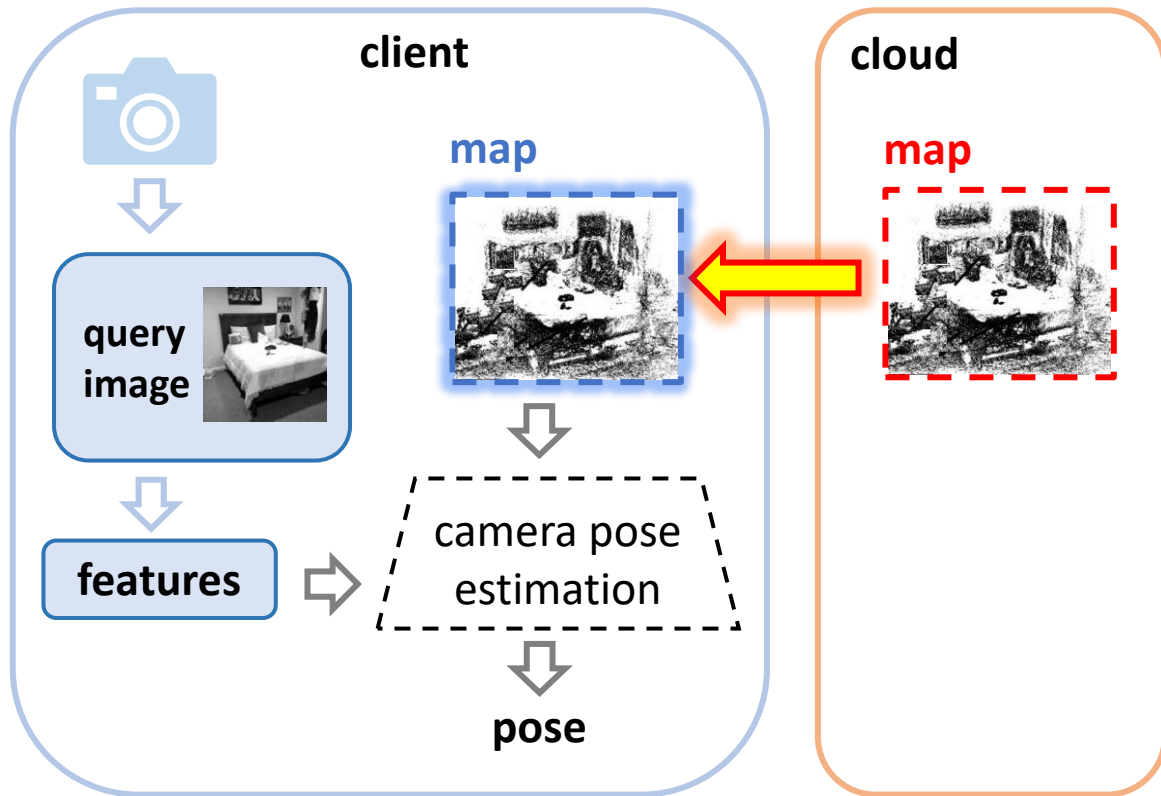 client
cloud
map
map
query
image
features
camera pose
estimation
pose